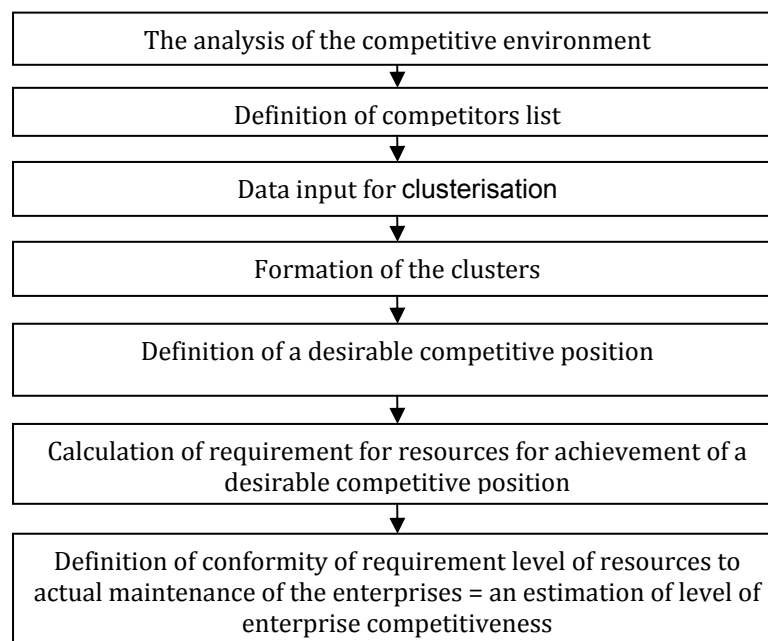 The analysis of the competitive environment
Definition of competitors list
Data input for clusterisation
Formation of the clusters
Definition of a desirable competitive position
Calculation of requirement for resources for achievement of a
desirable competitive position
Definition of conformity of requirement level of resources to
actual maintenance of the enterprises = an estimation of level of
enterprise competitiveness